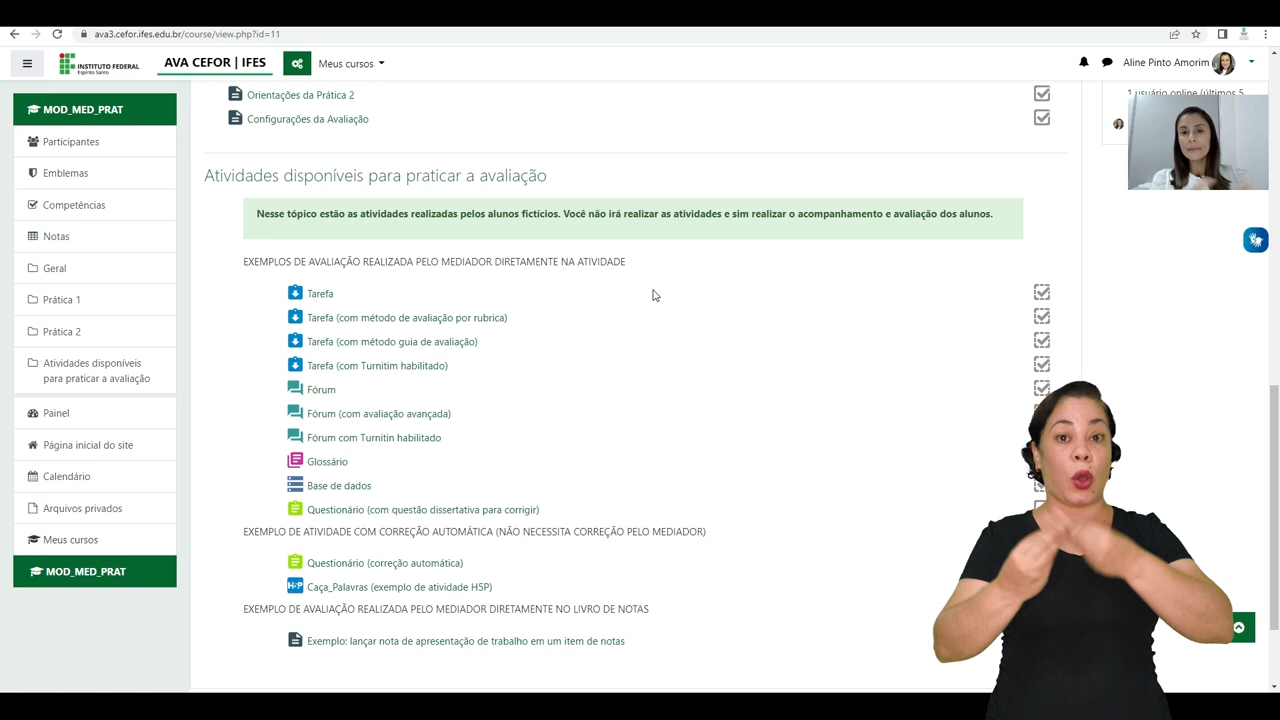 ava3.cefor.ifes.edu.br/course/view.php?id=11
INSTITUTO FEDERAL
Espírito Santo
AVA CEFOR | IFES
Meus cursos
Aline Pinto Amorim
MOD_MED_PRAT
Participantes
Emblemas
Competências
Notas
Geral
Prática 1
Prática 2
Atividades disponíveis
para praticar a avaliação
Painel
Página inicial do site
Calendário
Arquivos privados
Meus cursos
MOD_MED_PRAT
Orientações da Prática 2
Configurações da Avaliação
Atividades disponíveis para praticar a avaliação
Nesse tópico estão as atividades realizadas pelos alunos fictícios. Você não irá realizar as atividades e sim realizar o acompanhamento e avaliação dos alunos.
EXEMPLOS DE AVALIAÇÃO REALIZADA PELO MEDIADOR DIRETAMENTE NA ATIVIDADE
Tarefa
Tarefa (com método de avaliação por rubrica)
Tarefa (com método guia de avaliação)
Tarefa (com Turnitim habilitado)
Fórum
Fórum (com avaliação avançada)
Fórum com Turnitin habilitado
Glossário
Base de dados
Questionário (com questão dissertativa para corrigir)
EXEMPLO DE ATIVIDADE COM CORREÇÃO AUTOMÁTICA (NÃO NECESSITA CORREÇÃO PELO MEDIADOR)
Questionário (correção automática)
H5P Caça_Palavras (exemplo de atividade H5P)
EXEMPLO DE AVALIAÇÃO REALIZADA PELO MEDIADOR DIRETAMENTE NO LIVRO DE NOTAS
Exemplo: lançar nota de apresentação de trabalho em um item de notas
1 usuário online (últimos 5